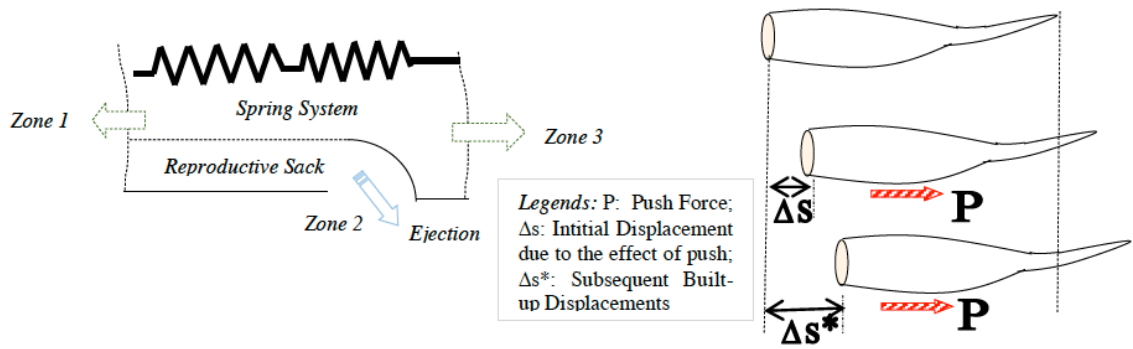 Spring System
Zone 1
Zone 3
Reproductive Sack
Zone 2
Ejection
Legends: P: Push Force;
Δs: Intitial Displacement
due to the effect of push;
Δs*: Subsequent Built-
up Displacements
Δs
P
Δs*
P